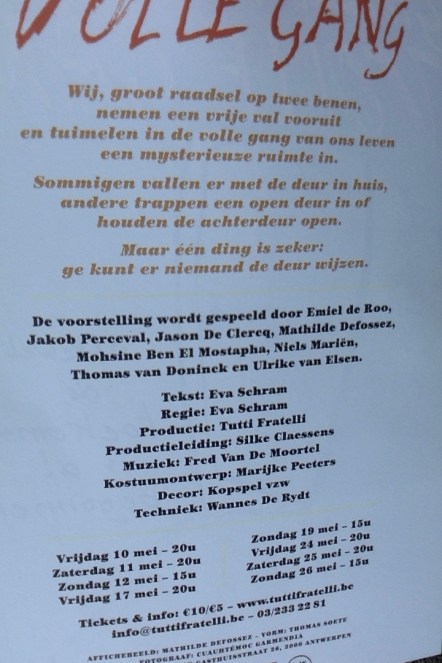 VOLLE GANG
Wij, groot raadsel op twee benen,
nemen een vrije val vooruit
en tuimelen in de volle gang van ons leven
een mysterieuze ruimte in.
Sommigen vallen er met de deur in huis,
andere trappen een open deur in of
houden de achterdeur open.
Maar één ding is zeker:
ge kunt er niemand de deur wijzen.
De voorstelling wordt gespeeld door Emiel de Roo,
Jakob Perceval, Jason De Clercq, Mathilde Defossez,
Mohsine Ben El Mostapha, Niels Mariën,
Thomas van Doninck en Ulrike van Elsen.
Tekst: Eva Schram
Regie: Eva Schram
Productie: Tutti Fratelli
Productieleiding: Silke Claessens
Muziek: Fred Van De Moortel
Kostuumontwerp: Marijke Peeters
Decor: Kopspel vzw
Techniek: Wannes De Rydt
Vrijdag 10 mei – 20u
Zaterdag 11 mei – 20u
Zondag 12 mei – 15u
Vrijdag 17 mei – 20u
Zondag 19 mei – 15u
Vrijdag 24 mei – 20u
Zaterdag 25 mei – 20u
Zondag 26 mei – 15u
Tickets & info: €10/€5 – www.tuttifratelli.be
info@tuttifratelli.be – 03/233 22 81
AFFICHEBEELD: MATHILDE DEFOSSEZ – VORM: THOMAS SOETE
FOTOGRAAF: CUAUHTÉMOC GARMENDIA
GASTHUISSTRAAT 26, 2000 ANTWERPEN